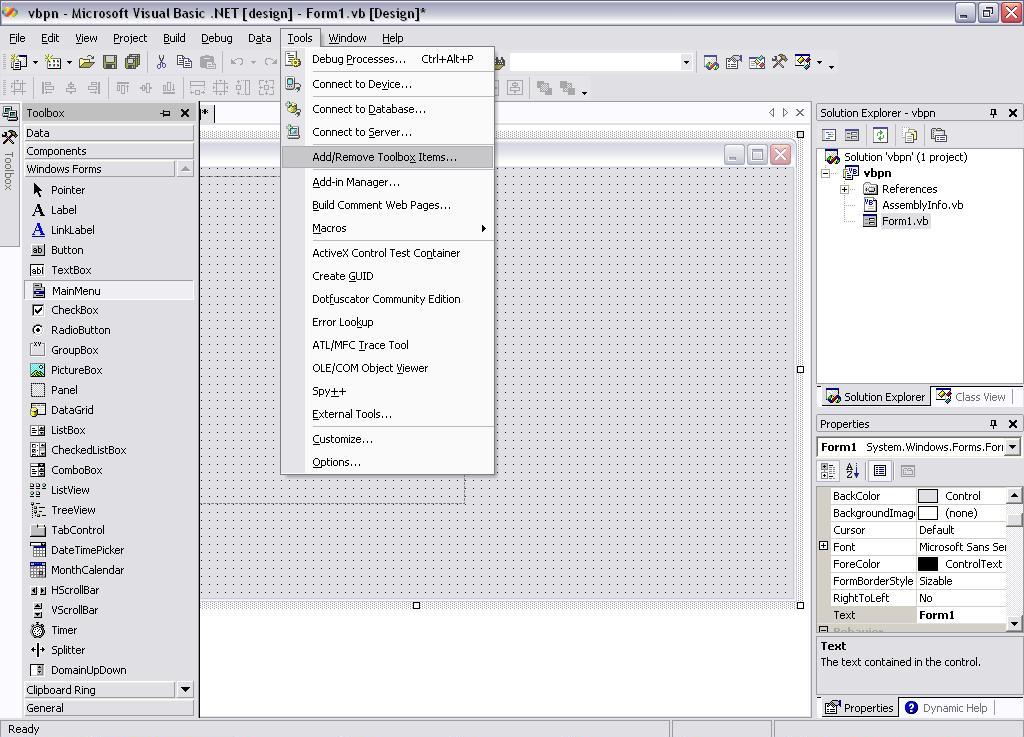 vbpn - Microsoft Visual Basic .NET [design] - Form1.vb [Design]*
File Edit View Project Build Debug Data Tools Window Help
Toolbox
Toolbox
Data
Components
Windows Forms
Pointer
Label
LinkLabel
Button
TextBox
MainMenu
CheckBox
RadioButton
GroupBox
PictureBox
Panel
DataGrid
ListBox
CheckedListBox
ComboBox
ListView
TreeView
TabControl
DateTimePicker
MonthCalendar
HScrollBar
VScrollBar
Timer
Splitter
DomainUpDown
Clipboard Ring
General
Debug Processes... Ctrl+Alt+P
Connect to Device...
Connect to Database...
Connect to Server...
Add/Remove Toolbox Items...
Add-in Manager...
Build Comment Web Pages...
Macros
ActiveX Control Test Container
Create GUID
Dotfuscator Community Edition
Error Lookup
ATL/MFC Trace Tool
OLE/COM Object Viewer
Spy++
External Tools...
Customize...
Options...
Solution Explorer - vbpn
Solution 'vbpn' (1 project)
vbpn
References
AssemblyInfo.vb
Form1.vb
Solution Explorer Class View
Properties
Form1 System.Windows.Forms.For
BackColor Control
BackgroundImag (none)
Cursor Default
Font Microsoft Sans Ser
ForeColor ControlText
FormBorderStyle Sizable
RightToLeft No
Text Form1
Behavior
Text
The text contained in the control.
Properties Dynamic Help
Ready